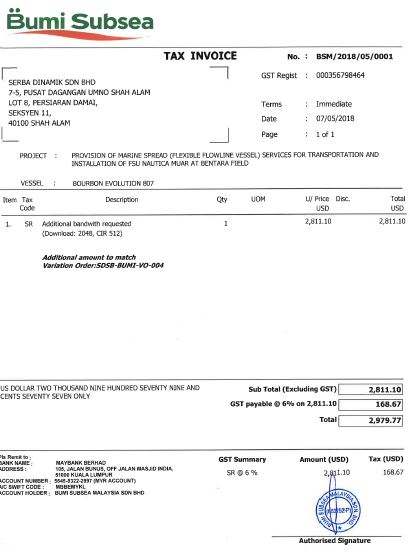 Bumi Subsea
TAX INVOICE
No. : BSM/2018/05/0001
SERBA DINAMIK SDN BHD
7-5, PUSAT DAGANGAN UMNO SHAH ALAM
LOT 8, PERSIARAN DAMAI,
SEKSYEN 11,
40100 SHAH ALAM
GST Regist : 000356798464
Terms : Immediate
Date : 07/05/2018
Page : 1 of 1
PROJECT : PROVISION OF MARINE SPREAD (FLEXIBLE FLOWLINE VESSEL) SERVICES FOR TRANSPORTATION AND
INSTALLATION OF FSU NAUTICA MUAR AT BENTARA FIELD
VESSEL : BOURBON EVOLUTION 807
Item Tax Code Description Qty UOM U/ Price USD Disc. Total USD
1. SR Additional bandwith requested 1 2,811.10 2,811.10
(Download: 2048, CIR 512)
Additional amount to match
Variation Order:SDSB-BUMI-VO-004
US DOLLAR TWO THOUSAND NINE HUNDRED SEVENTY NINE AND
CENTS SEVENTY SEVEN ONLY
Sub Total (Excluding GST) 2,811.10
GST payable @ 6% on 2,811.10 168.67
Total 2,979.77
Pls Remit to :
BANK NAME : MAYBANK BERHAD
ADDRESS : 105, JALAN BUNUS, OFF JALAN MASJID INDIA,
51000 KUALA LUMPUR
ACCOUNT NUMBER : (MYR ACCOUNT)
A/C SWIFT CODE : MBBEMYKL
ACCOUNT HOLDER : BUMI SUBSEA MALAYSIA SDN BHD
GST Summary Amount (USD) Tax (USD)
SR @ 6 % 2,811.10 168.67
Authorised Signature